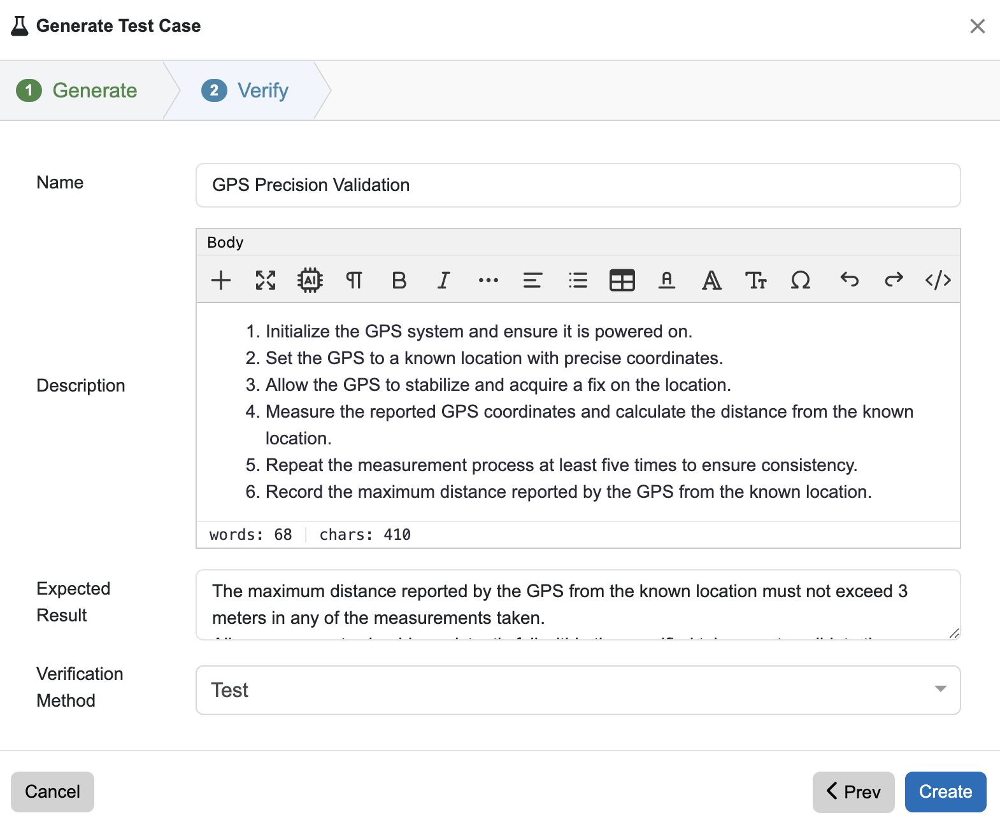 Generate Test Case
1 Generate
2 Verify
Name
GPS Precision Validation
Body
AI
Description
1. Initialize the GPS system and ensure it is powered on.
2. Set the GPS to a known location with precise coordinates.
3. Allow the GPS to stabilize and acquire a fix on the location.
4. Measure the reported GPS coordinates and calculate the distance from the known
location.
5. Repeat the measurement process at least five times to ensure consistency.
6. Record the maximum distance reported by the GPS from the known location.
words: 68 chars: 410
Expected
Result
The maximum distance reported by the GPS from the known location must not exceed 3
meters in any of the measurements taken.
Verification
Method
Test
Cancel
Prev
Create